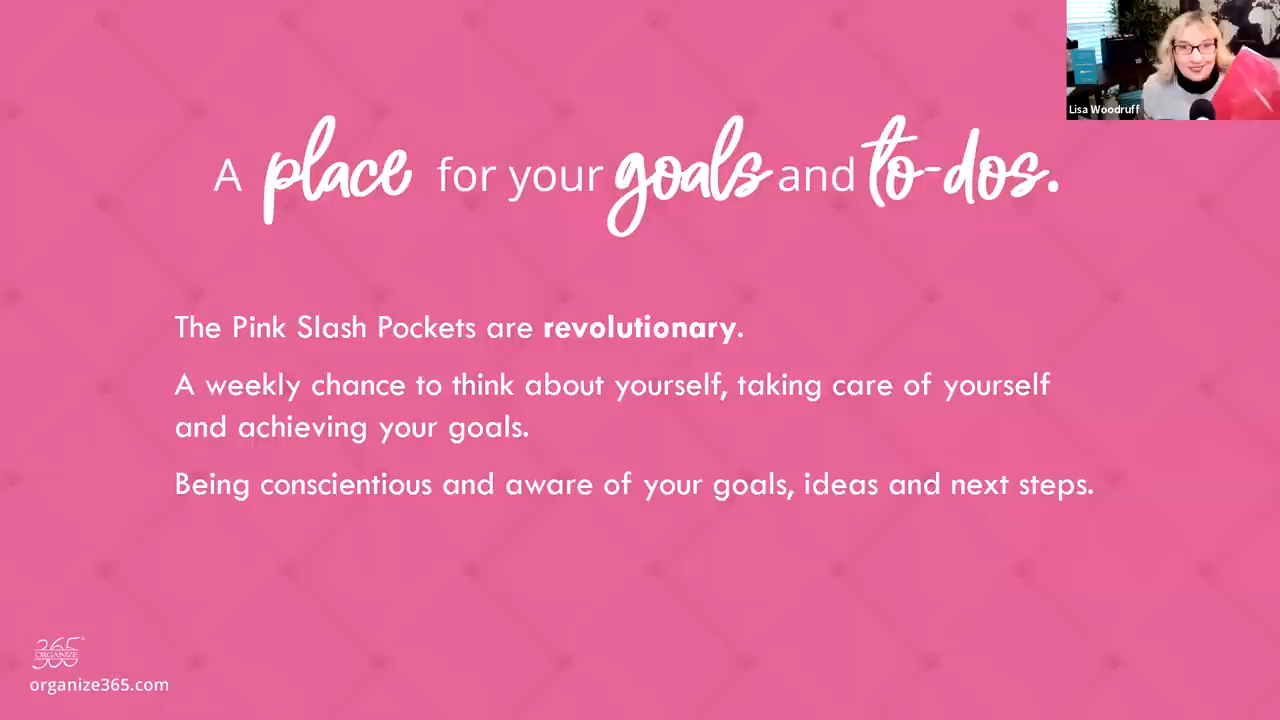 Lisa Woodruff
A place for your goals and to-dos.
The Pink Slash Pockets are revolutionary.
A weekly chance to think about yourself, taking care of yourself
and achieving your goals.
Being conscientious and aware of your goals, ideas and next steps.
365
ORGANIZE
organize365.com